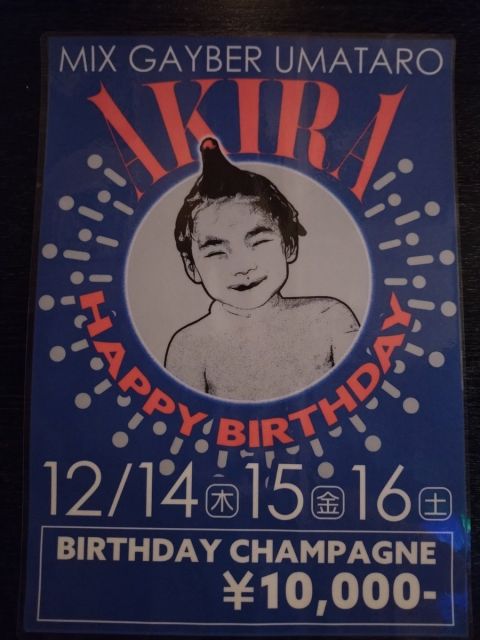 MIX GAYBER UMATARO
AKIRA
HAPPY BIRTHDAY
12/14木 15金 16土
BIRTHDAY CHAMPAGNE
¥10,000-